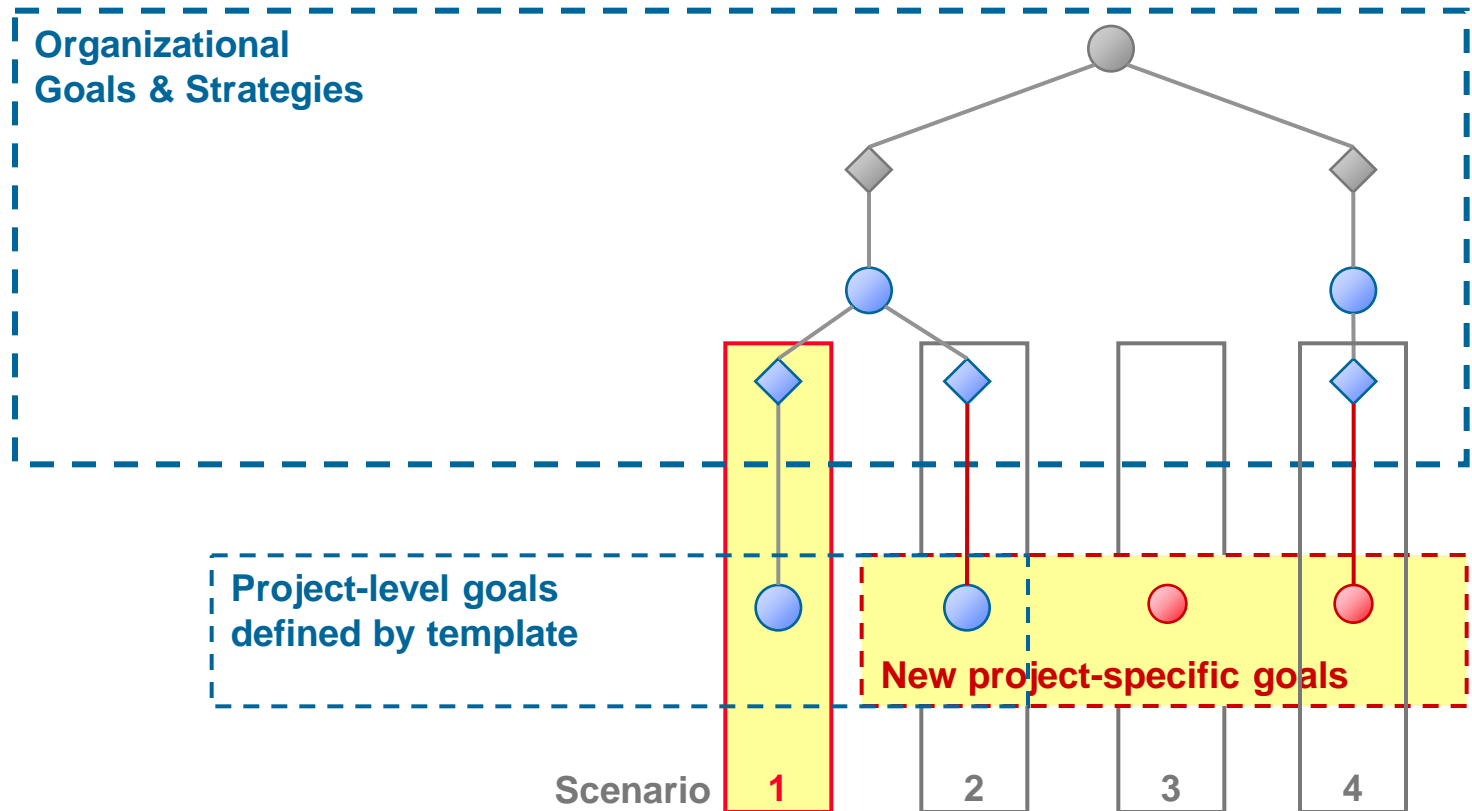 Organizational
Goals & Strategies
Project-level goals
defined by template
New project-specific goals
Scenario 1 2 3 4